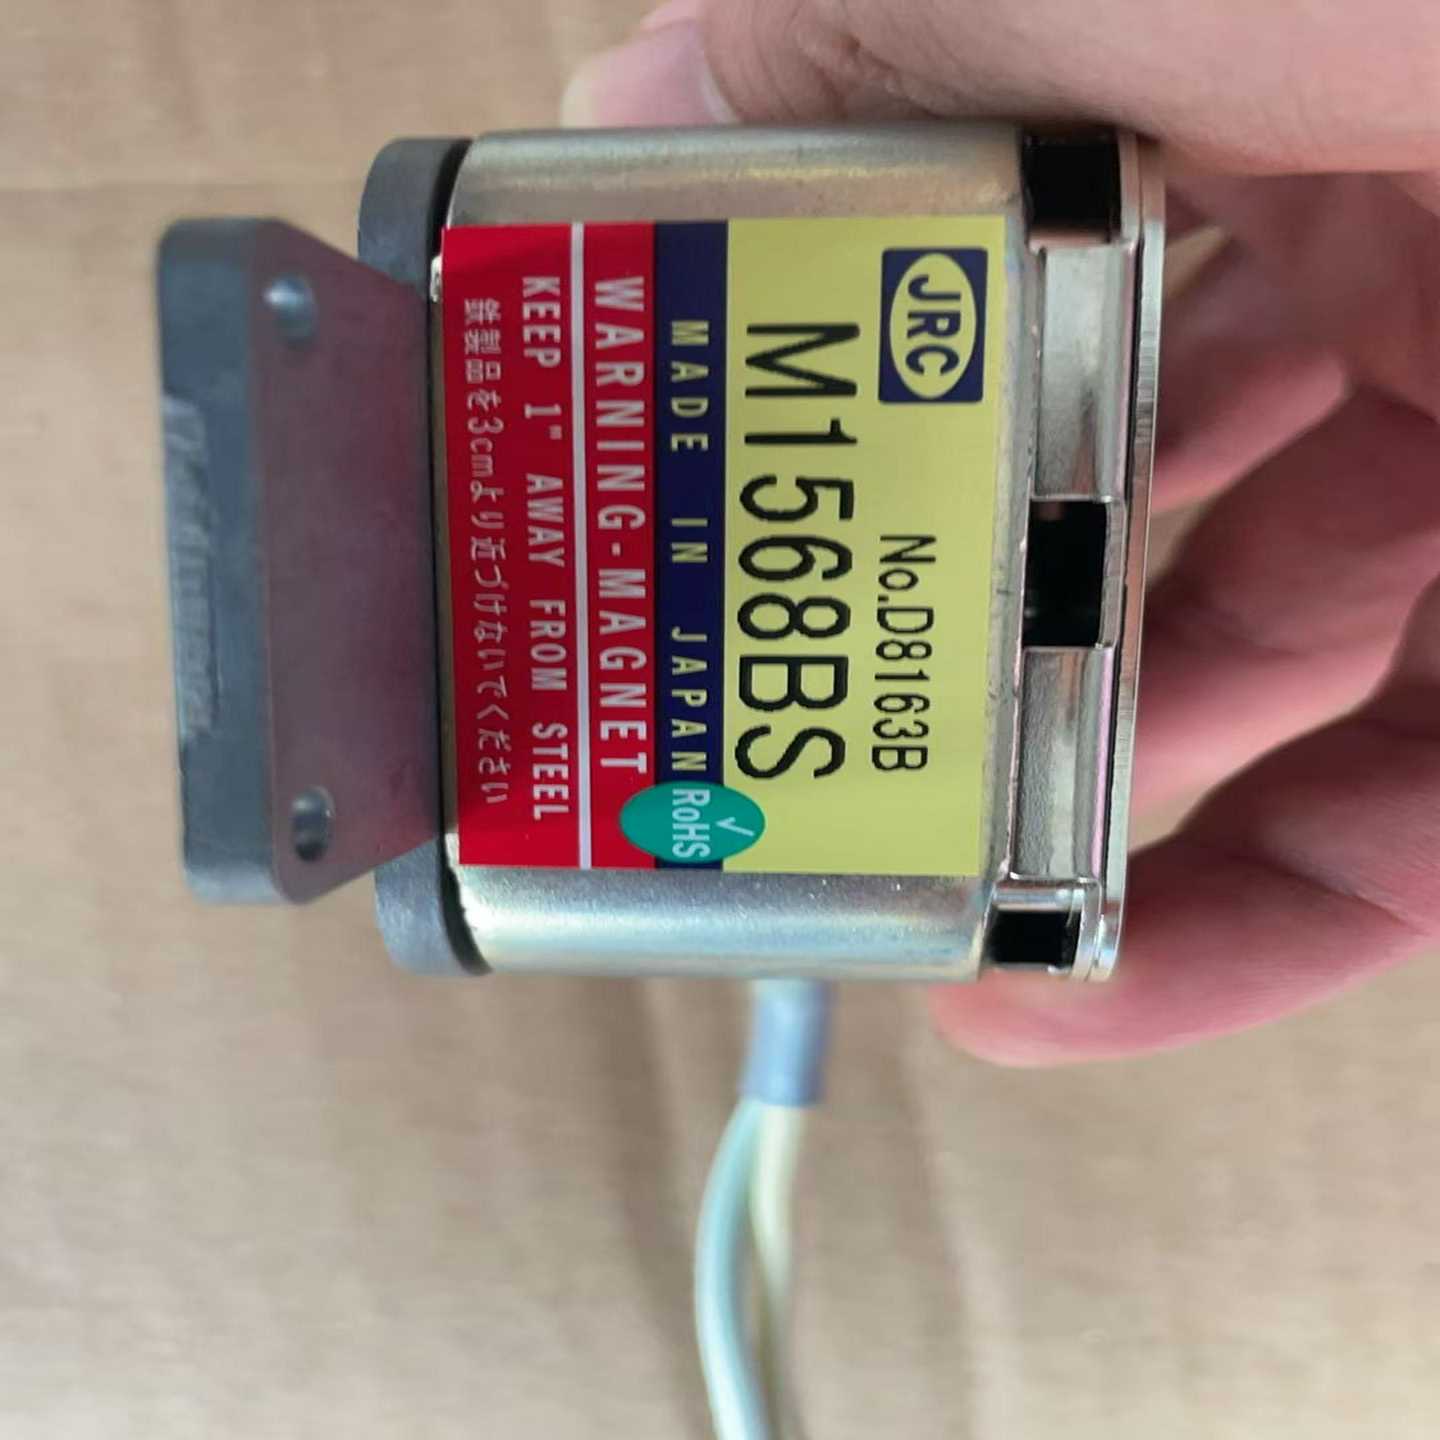 JRC
No.D8163B
M1568BS
MADE IN JAPAN
RoHS
WARNING-MAGNET
KEEP 1" AWAY FROM STEEL
鉄製品を3cmより近づけないでください